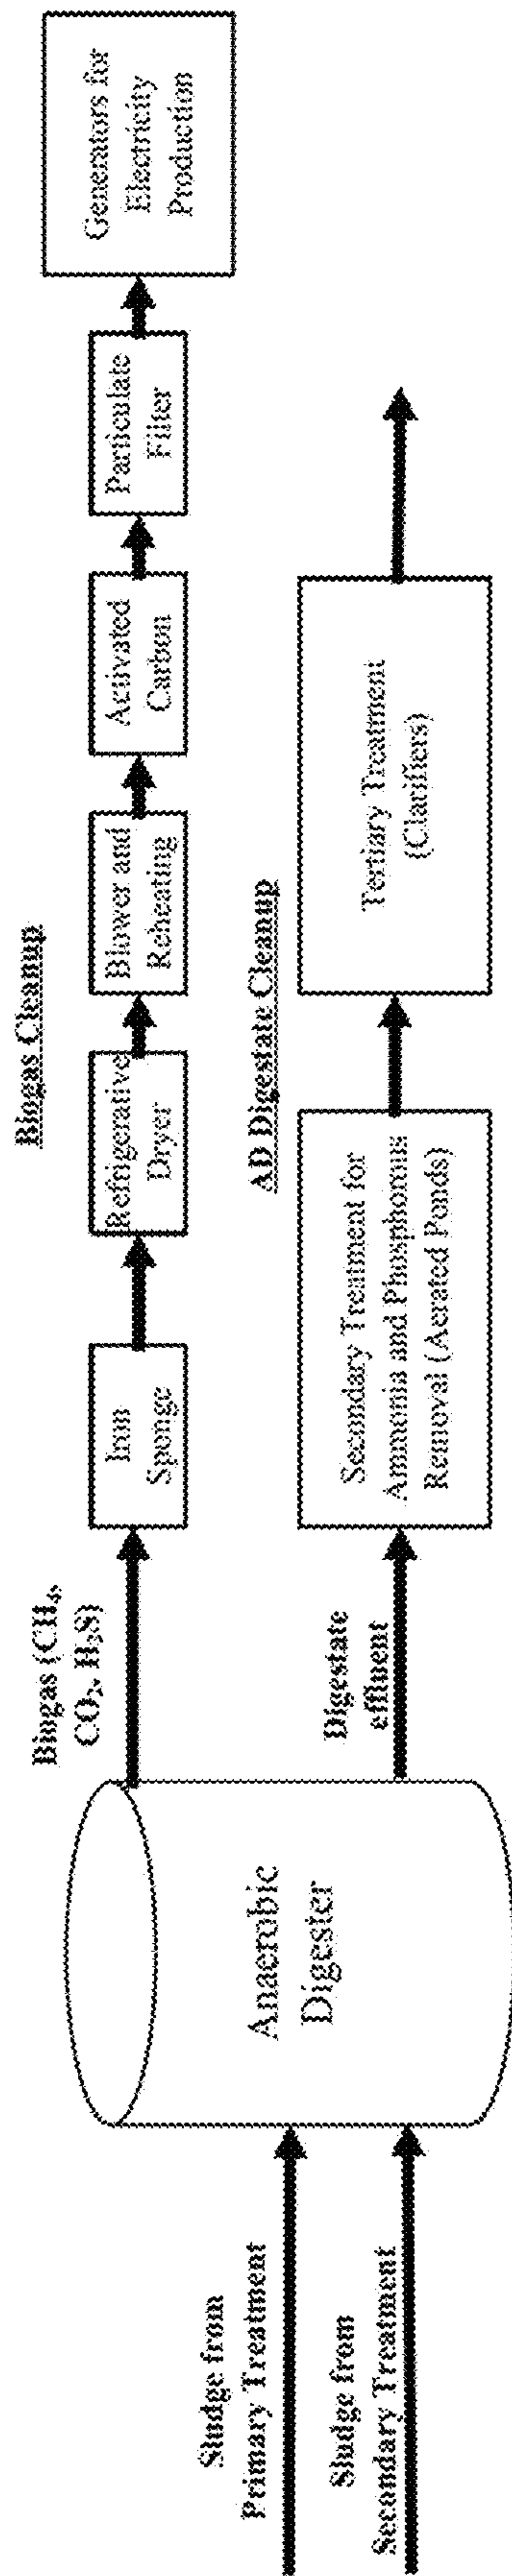 Sludge from
Primary Treatment
Sludge from
Secondary Treatment
Anaerobic
Digester
Biogas (CH₄,
CO₂, H₂S)
Digestate
effluent
Biogas Cleanup
Iron
Sponge
Refrigerative
Dryer
Blower and
Reheating
Activated
Carbon
Particulate
Filter
Generators for
Electricity
Production
AD Digestate Cleanup
Secondary Treatment for
Ammonia and Phosphorous
Removal (Aerated Ponds)
Tertiary Treatment
(Clarifiers)